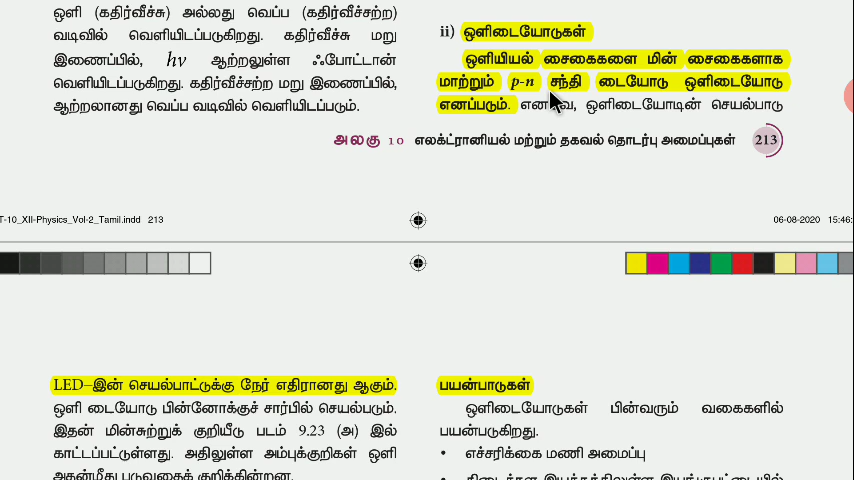 ஒளி (கதிர்வீச்சு) அல்லது வெப்ப (கதிர்வீச்சற்ற)
வடிவில் வெளியிடப்படுகிறது. கதிர்வீச்சு மறு
இணைப்பில், hν ஆற்றலுள்ள ஃபோட்டான்
வெளியிடப்படுகிறது. கதிர்வீச்சற்ற மறு இணைப்பில்,
ஆற்றலானது வெப்ப வடிவில் வெளியிடப்படும்.
ii) ஒளிடையோடுகள்
ஒளியியல் சைகைகளை மின் சைகைகளாக
மாற்றும் p-n சந்தி டையோடு ஒளிடையோடு
எனப்படும். ஒளிடையோடின் செயல்பாடு
அலகு 10 எலக்ட்ரானியல் மற்றும் தகவல் தொடர்பு அமைப்புகள் 213
T-10_XII-Physics_Vol-2_Tamil.indd 213
06-08-2020 15:46:
LED–இன் செயல்பாட்டுக்கு நேர் எதிரானது ஆகும்.
ஒளி டையோடு பின்னோக்குச் சார்பில் செயல்படும்.
இதன் மின்சுற்றுக் குறியீடு படம் 9.23 (அ) இல்
காட்டப்பட்டுள்ளது. அதிலுள்ள அம்புக்குறிகள் ஒளி
அதன்மீது படுவதைக் குறிக்கின்றன.
பயன்பாடுகள்
ஒளிடையோடுகள் பின்வரும் வகைகளில்
பயன்படுகிறது.
• எச்சரிக்கை மணி அமைப்பு